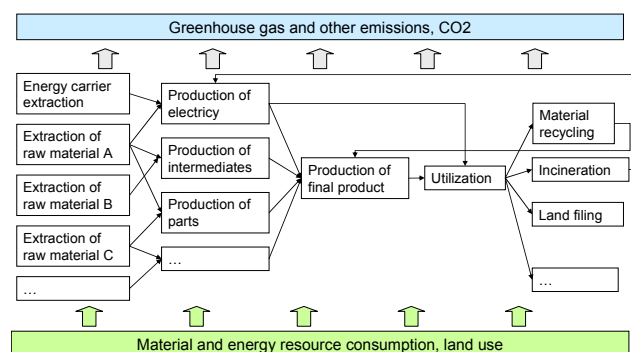 Greenhouse gas and other emissions, CO2
Energy carrier
extraction
Extraction of
raw material A
Extraction of
raw material B
Extraction of
raw material C
…
Production of
electricy
Production of
intermediates
Production of
parts
…
Production of
final product
Utilization
Material
recycling
Incineration
Land filing
…
Material and energy resource consumption, land use